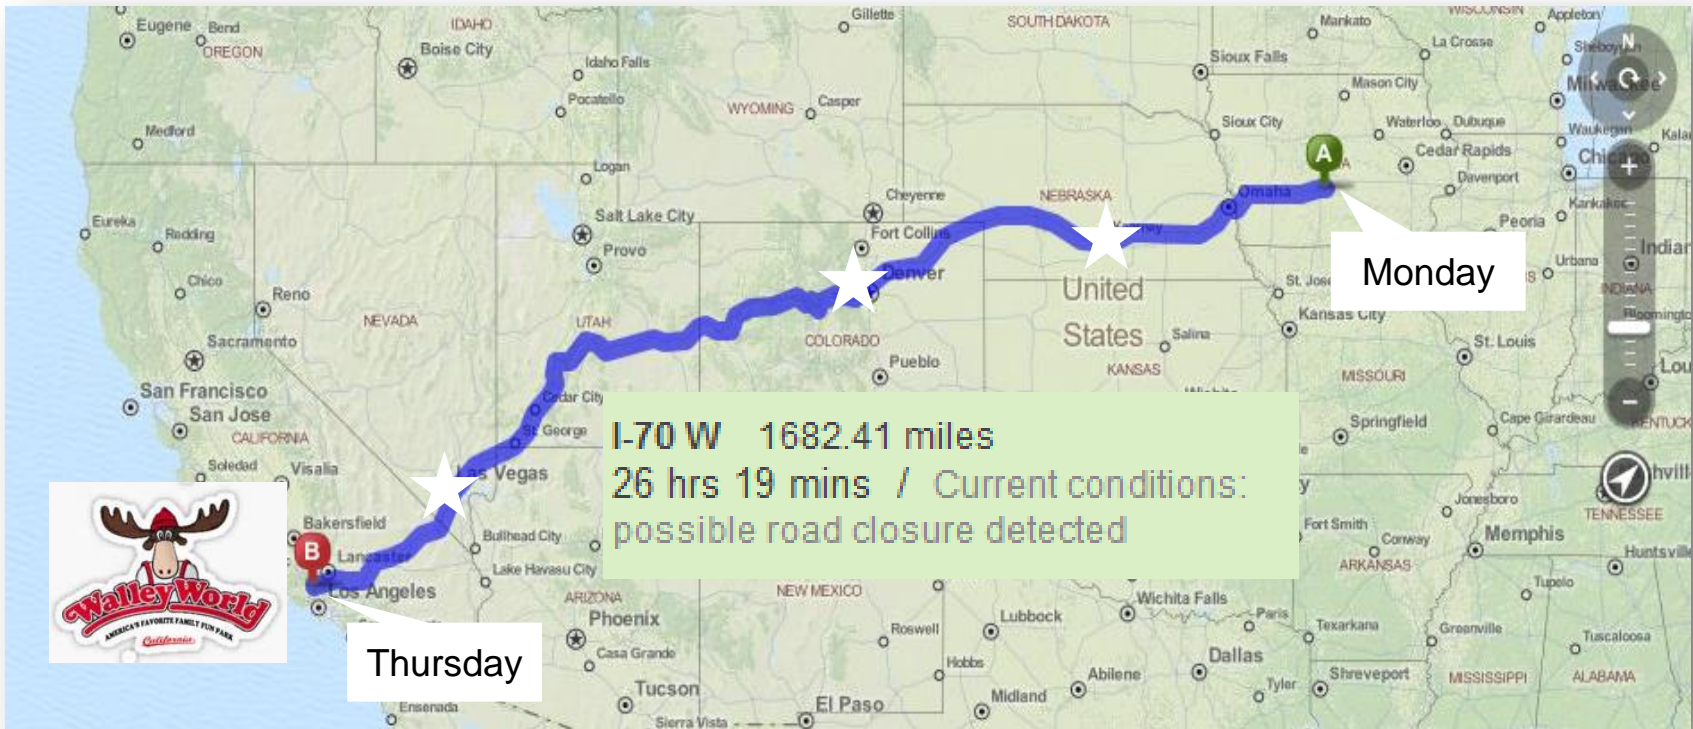 Eugene
Bend
OREGON
IDAHO
Boise City
Idaho Falls
Pocatello
Gillette
SOUTH DAKOTA
WYOMING
Casper
Sioux Falls
Mankato
WISCONSIN
Appleton
La Crosse
Sheboygan
N
Milwaukee
Mason City
Medford
Logan
Sioux City
Waterloo
Dubuque
Waukegan
A
Cedar Rapids
Chicago
Davenport
Cheyenne
NEBRASKA
Omaha
Kankakee
Eureka
Redding
Salt Lake City
Provo
Fort Collins
Peoria
Chico
Reno
Denver
United
States
Monday
Urbana
INDIANA
NEVADA
UTAH
COLORADO
Kansas City
Sacramento
Salina
St. Louis
Pueblo
KANSAS
MISSOURI
San Francisco
San Jose
Cedar City
CALIFORNIA
St. George
I-70 W 1682.41 miles
26 hrs 19 mins / Current conditions:
possible road closure detected
Springfield
Cape Girardeau
Soledad
Visalia
Las Vegas
Jonesboro
TENNESSEE
Bakersfield
Bullhead City
Fort Smith
Conway
Memphis
B
Lancaster
Lake Havasu City
ARKANSAS
Huntsville
Walley World
AMERICA'S FAVORITE FAMILY FUN PARK
California
Los Angeles
ARIZONA
NEW MEXICO
Wichita Falls
Tupelo
Phoenix
Lubbock
Paris
Roswell
Texarkana
Greenville
Tuscaloosa
Thursday
Casa Grande
Hobbs
Dallas
Tucson
Abilene
Tyler
Shreveport
MISSISSIPPI
ALABAMA
Midland
El Paso
Ensenada
Sierra Vista